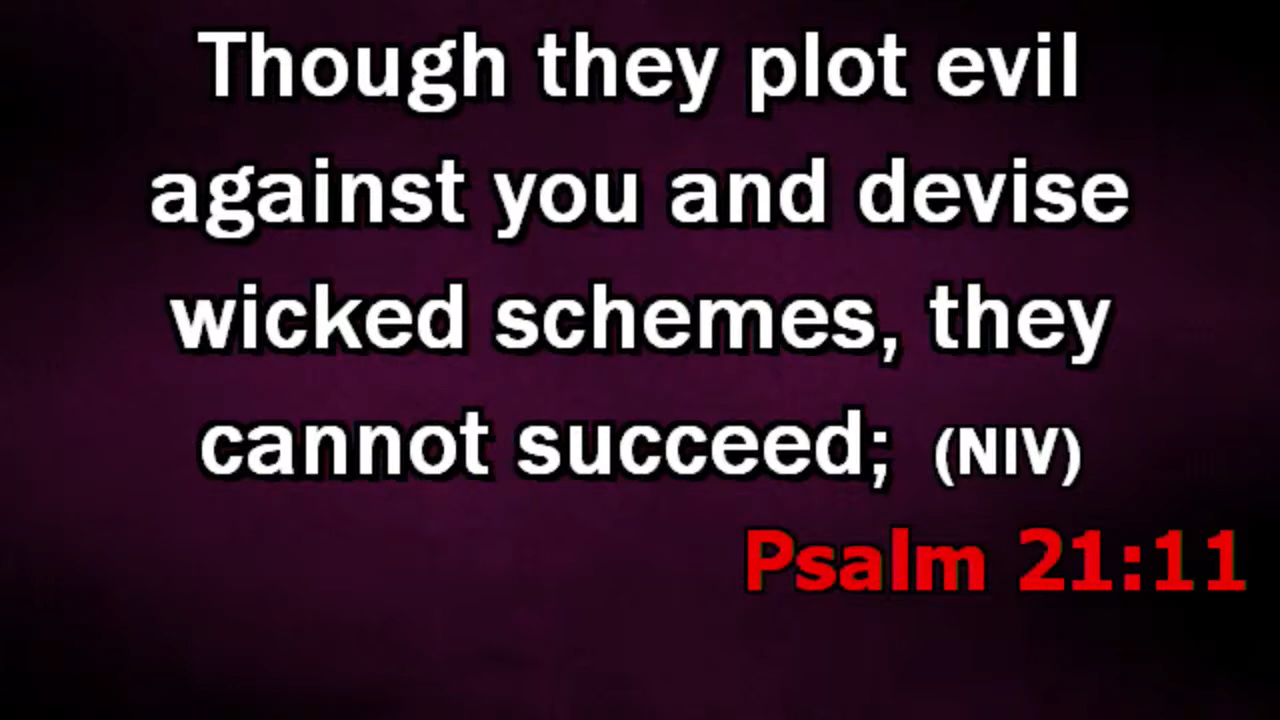 Though they plot evil
against you and devise
wicked schemes, they
cannot succeed; (NIV)
Psalm 21:11